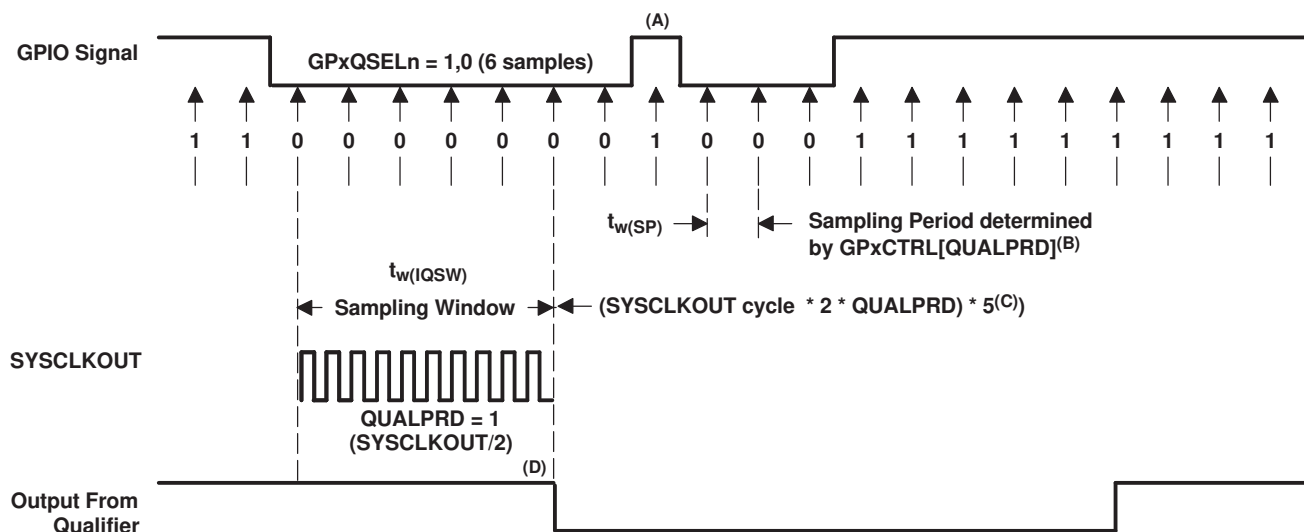 (A)
GPIO Signal
GPxQSELn = 1,0 (6 samples)
1 1 0 0 0 0 0 0 0 1 0 0 0 1 1 1 1 1 1 1 1 1
tw(SP)
Sampling Period determined
by GPxCTRL[QUALPRD](B)
tw(IQSW)
Sampling Window
(SYSCLKOUT cycle * 2 * QUALPRD) * 5(C))
SYSCLKOUT
QUALPRD = 1
(SYSCLKOUT/2)
(D)
Output From
Qualifier